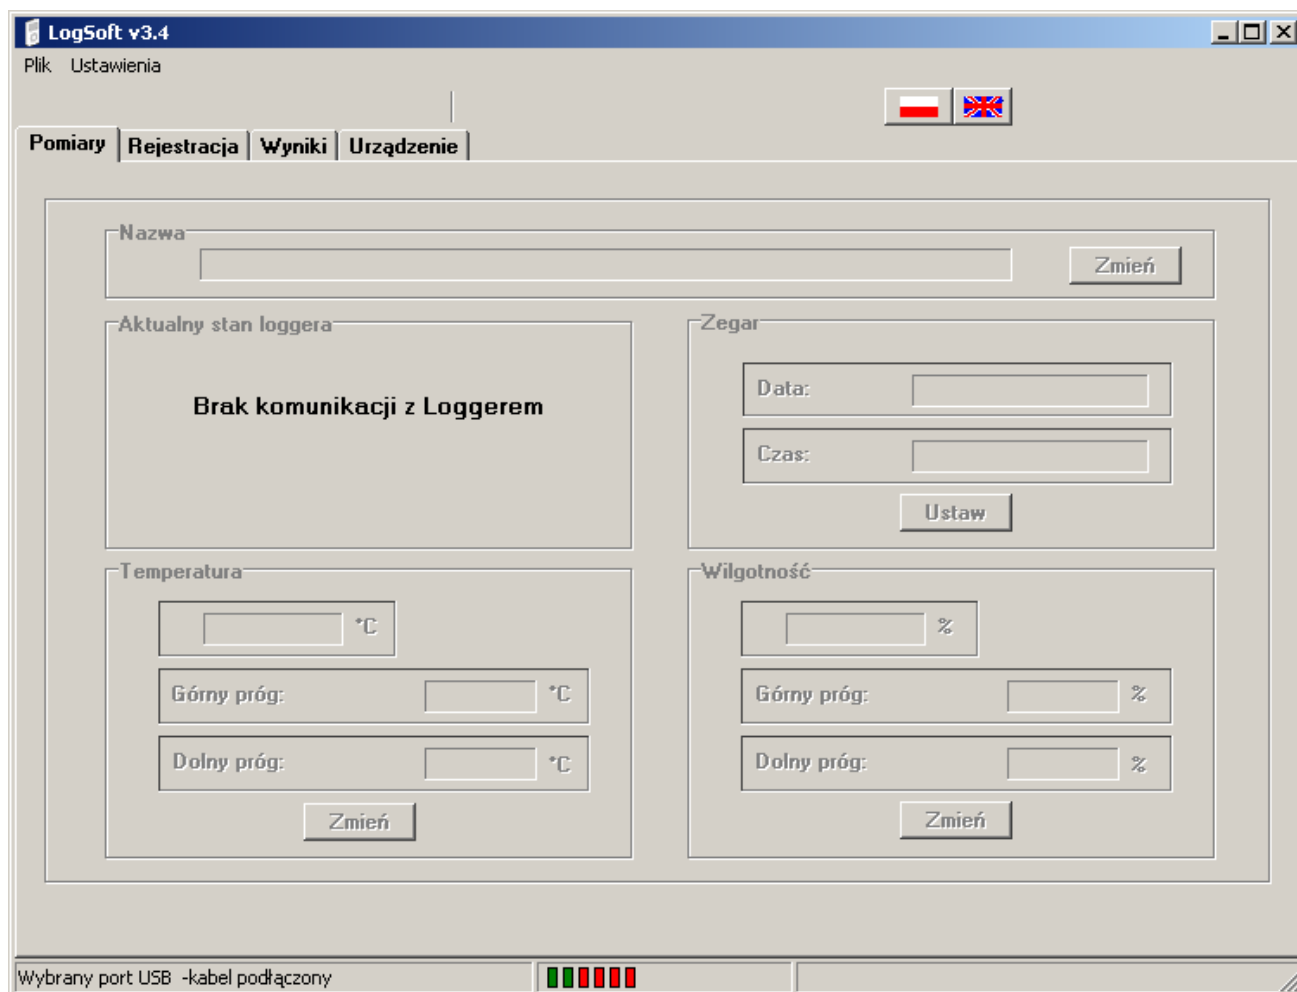 LogSoft v3.4
Plik Ustawienia
Pomiary Rejestracja Wyniki Urządzenie
Nazwa
Zmień
Aktualny stan loggera
Brak komunikacji z Loggerem
Zegar
Data:
Czas:
Ustaw
Temperatura
°C
Górny próg: °C
Dolny próg: °C
Zmień
Wilgotność
%
Górny próg: %
Dolny próg: %
Zmień
Wybrany port USB -kabel podłączony